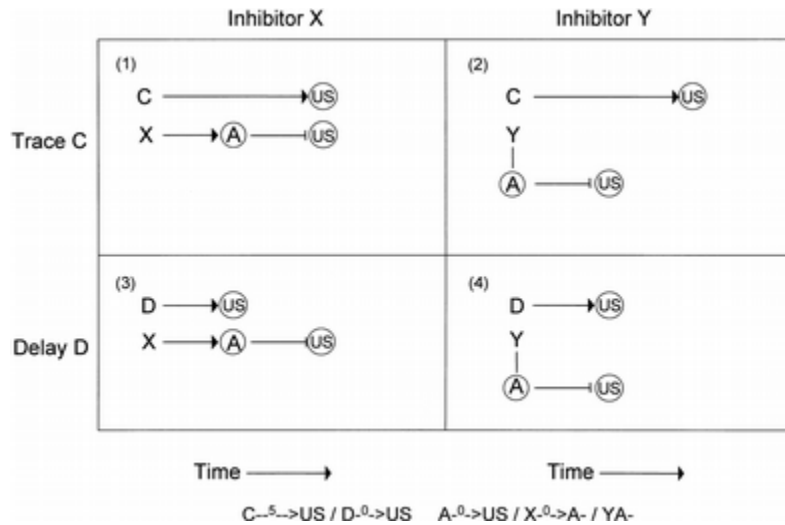 Inhibitor X Inhibitor Y
(1) (2)
C US C US
X A US Y
Trace C
A US
(3) (4)
D US D US
X A US Y
Delay D
A US
Time Time
C--5-->US / D-0->US A-0->US / X-0->A- / YA-